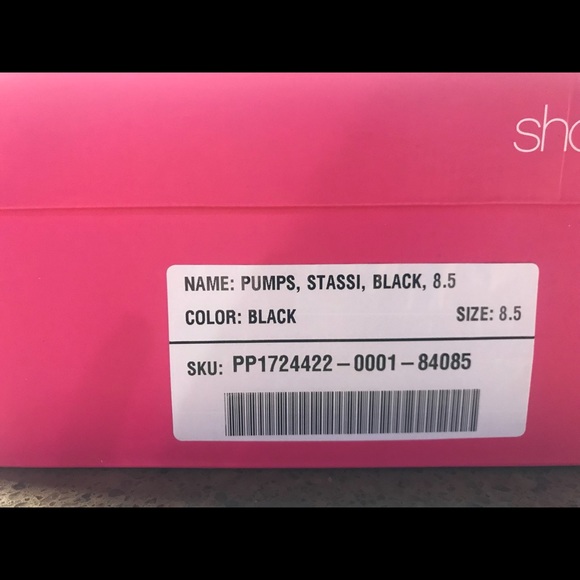 sho
NAME: PUMPS, STASSI, BLACK, 8.5
COLOR: BLACK SIZE: 8.5
SKU: PP1724422-0001-84085